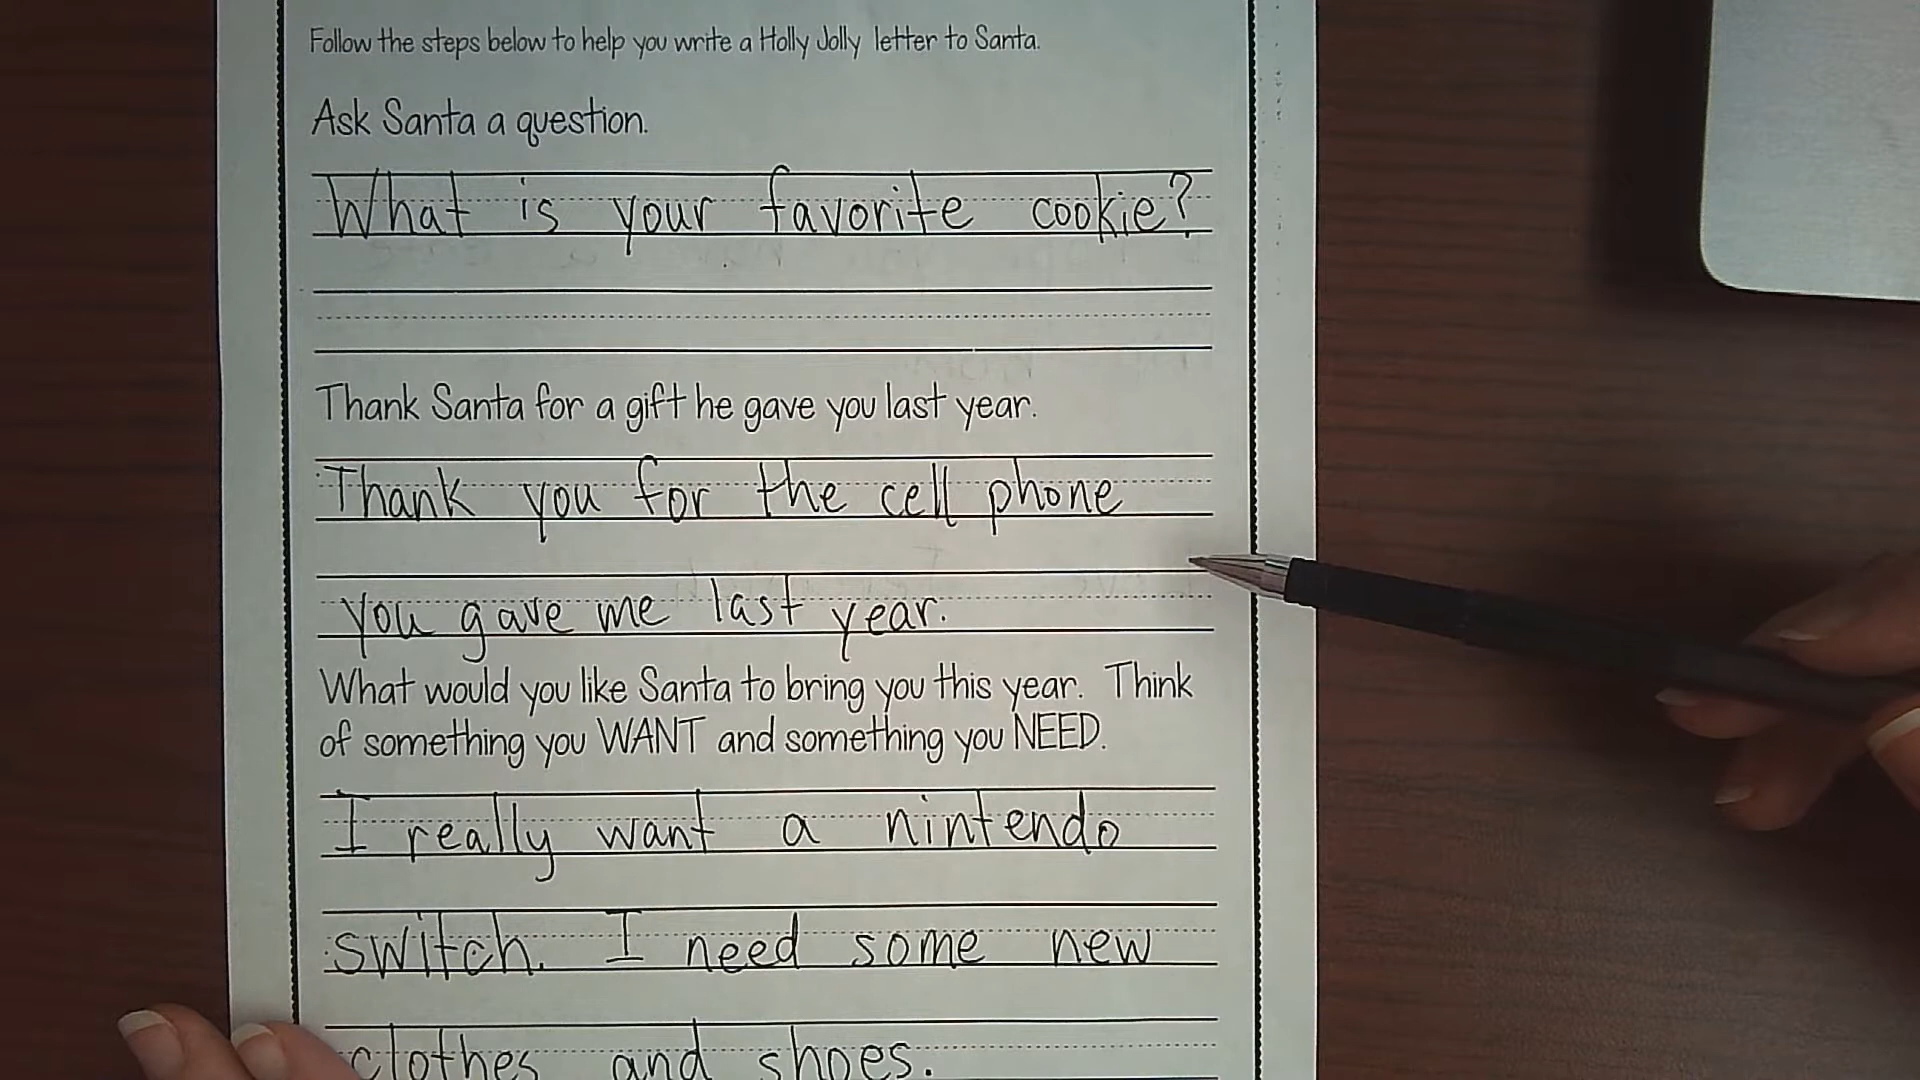 Follow the steps below to help you write a Holly Jolly letter to Santa.
Ask Santa a question.
What is your favorite cookie?
Thank Santa for a gift he gave you last year.
Thank you for the cell phone
you gave me last year.
What would you like Santa to bring you this year. Think
of something you WANT and something you NEED.
I really want a nintendo
switch. I need some new
clothes and shoes.